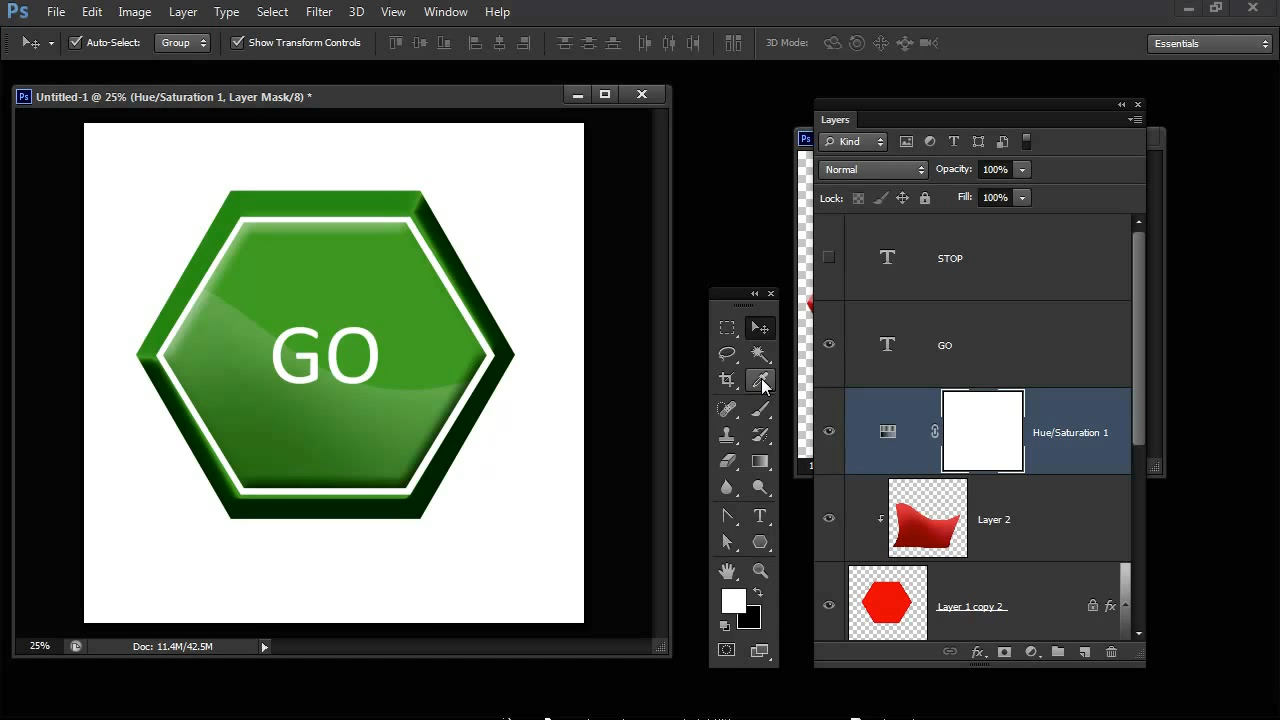 Ps File Edit Image Layer Type Select Filter 3D View Window Help
Auto-Select: Group Show Transform Controls 3D Mode: Essentials
Ps Untitled-1 @ 25% (Hue/Saturation 1, Layer Mask/8) *
Layers
Ps
Kind T
Normal Opacity: 100%
Lock: Fill: 100%
T STOP
T GO
GO
Hue/Saturation 1
Layer 2
T
Layer 1 copy 2 fx
25% Doc: 11.4M/42.5M
fx